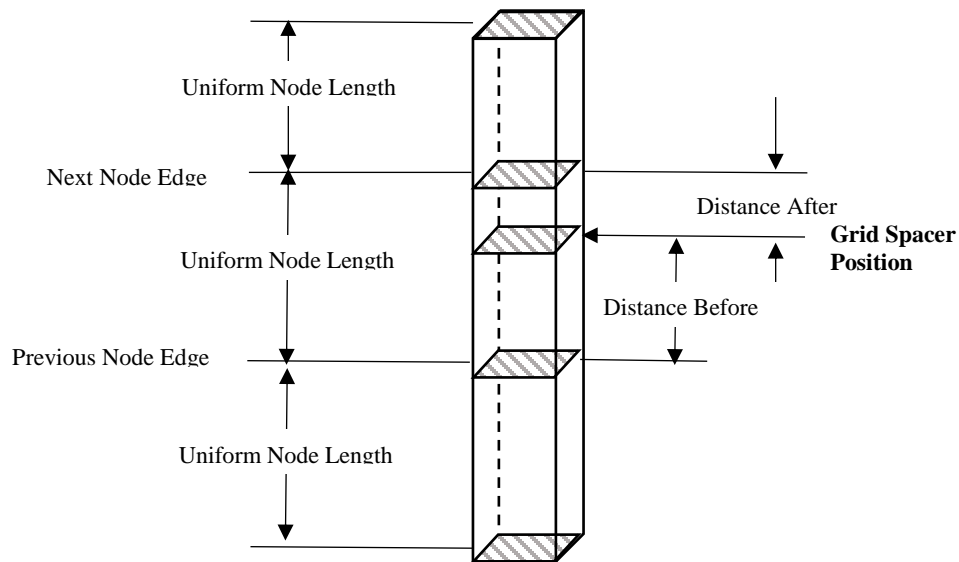 Uniform Node Length
Next Node Edge
Distance After
Grid Spacer
Position
Uniform Node Length
Distance Before
Previous Node Edge
Uniform Node Length